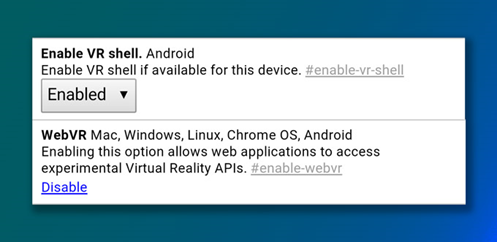 Enable VR shell. Android
Enable VR shell if available for this device. #enable-vr-shell
Enabled
WebVR Mac, Windows, Linux, Chrome OS, Android
Enabling this option allows web applications to access
experimental Virtual Reality APIs. #enable-webvr
Disable